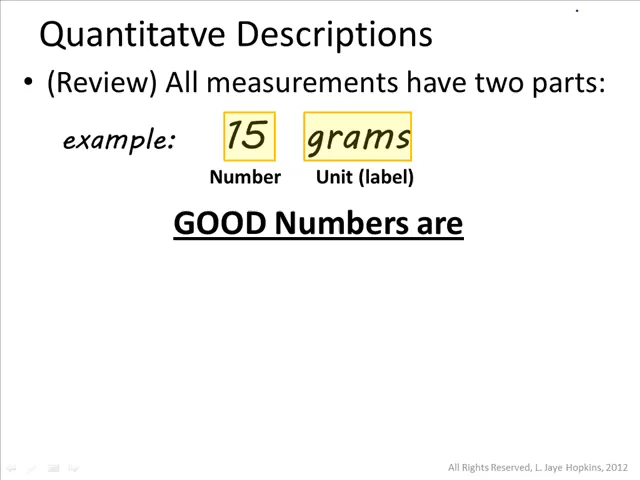 Quantitatve Descriptions
• (Review) All measurements have two parts:
example: 15 grams
Number Unit (label)
GOOD Numbers are
All Rights Reserved, L. Jaye Hopkins, 2012